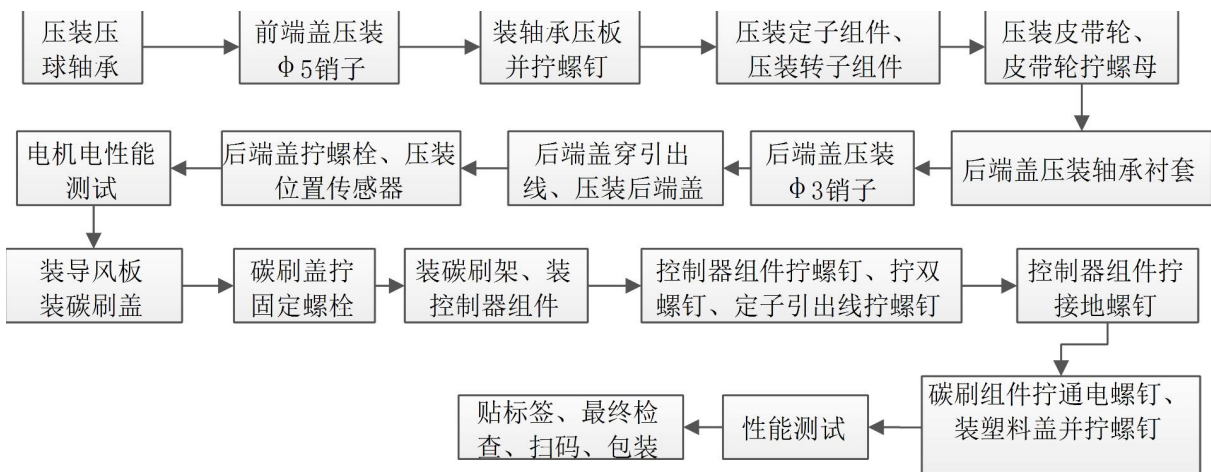 压装压
球轴承
前端盖压装
Φ5销子
装轴承压板
并拧螺钉
压装定子组件、
压装转子组件
压装皮带轮、
皮带轮拧螺母
后端盖压装轴承衬套
后端盖压装
Φ3销子
后端盖穿引出
线、压装后端盖
后端盖拧螺栓、压装
位置传感器
电机电性能
测试
装导风板
装碳刷盖
碳刷盖拧
固定螺栓
装碳刷架、装
控制器组件
控制器组件拧螺钉、拧双
螺钉、定子引出线拧螺钉
控制器组件拧
接地螺钉
碳刷组件拧通电螺钉、
装塑料盖并拧螺钉
性能测试
贴标签、最终检
查、扫码、包装